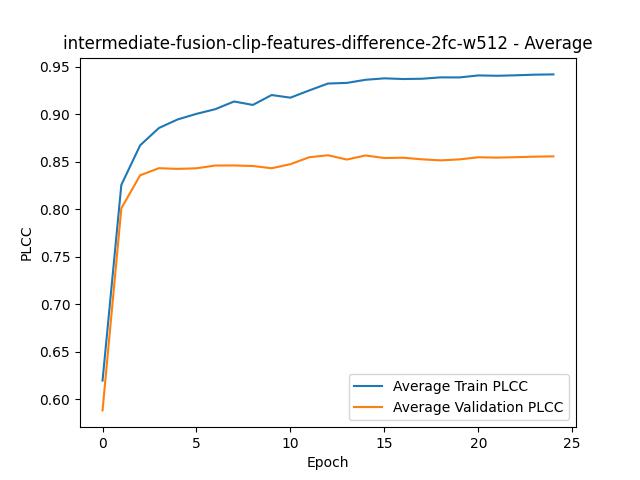 intermediate-fusion-clip-features-difference-2fc-w512 - Average
0.95
0.90
0.85
0.80
0.75
0.70
0.65
0.60
PLCC
Average Train PLCC
Average Validation PLCC
0 5 10 15 20 25
Epoch